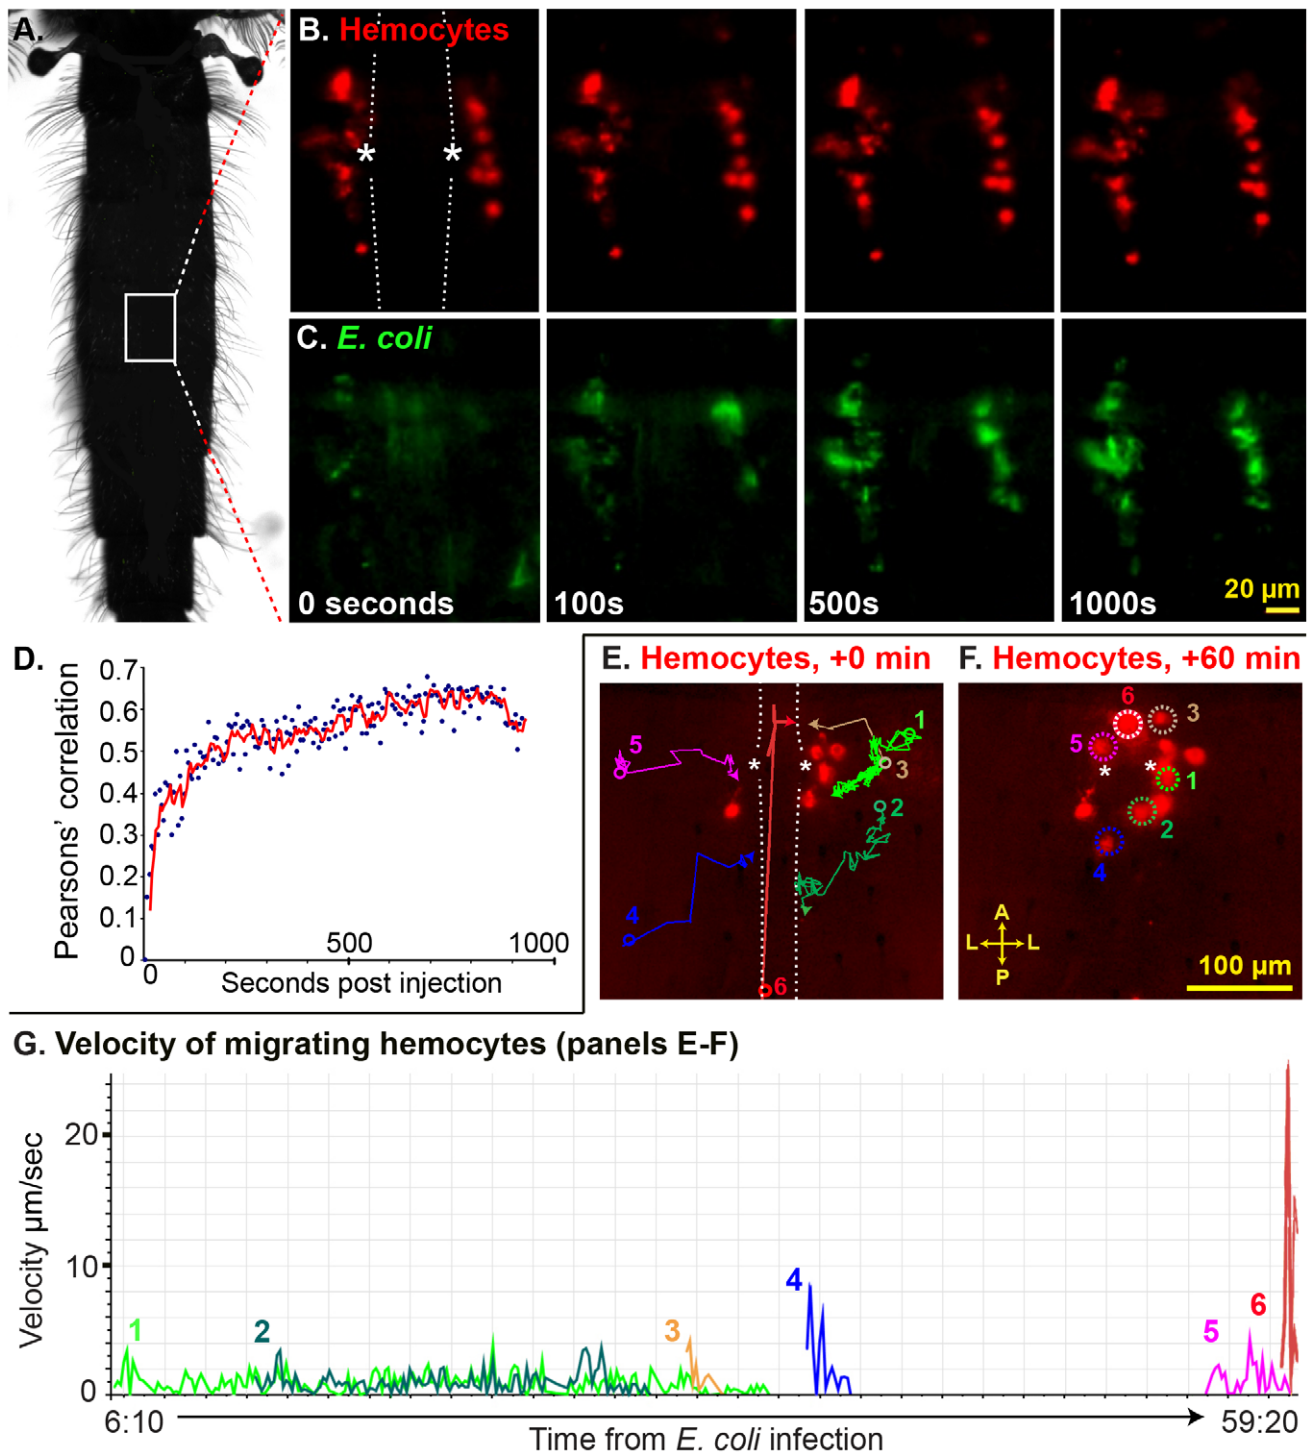 A.
B. Hemocytes
* *
C. E. coli
0 seconds
100s
500s
1000s
20 µm
D.
Pearsons' correlation
0.7
0.6
0.5
0.4
0.3
0.2
0.1
0
0
500
1000
Seconds post injection
E. Hemocytes, +0 min
5
1
3
* *
2
4
6
F. Hemocytes, +60 min
6
3
5
* *
1
2
4
A
L L
P
100 µm
G. Velocity of migrating hemocytes (panels E-F)
Velocity µm/sec
20
10
0
1
2
3
4
5
6
6:10
59:20
Time from E. coli infection